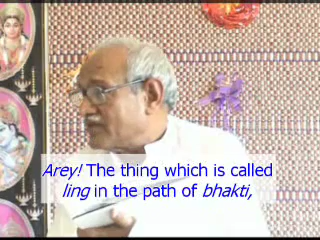 Arey! The thing which is called
ling in the path of bhakti,